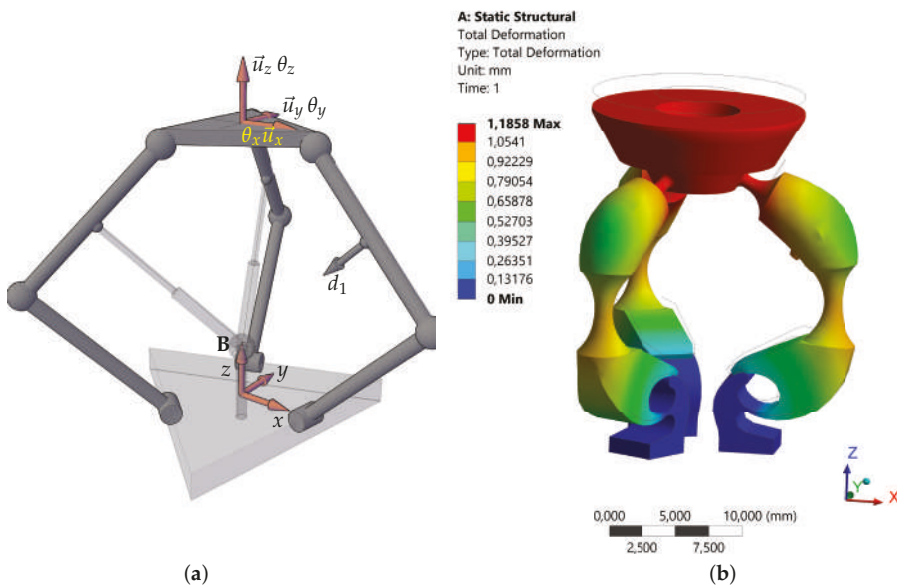 u⃗z θz
u⃗y θy
θx u⃗x
d1
B
z
y
x
(a)
A: Static Structural
Total Deformation
Type: Total Deformation
Unit: mm
Time: 1
1,1858 Max
1,0541
0,92229
0,79054
0,65878
0,52703
0,39527
0,26351
0,13176
0 Min
Z
Y
X
0,000 5,000 10,000 (mm)
2,500 7,500
(b)